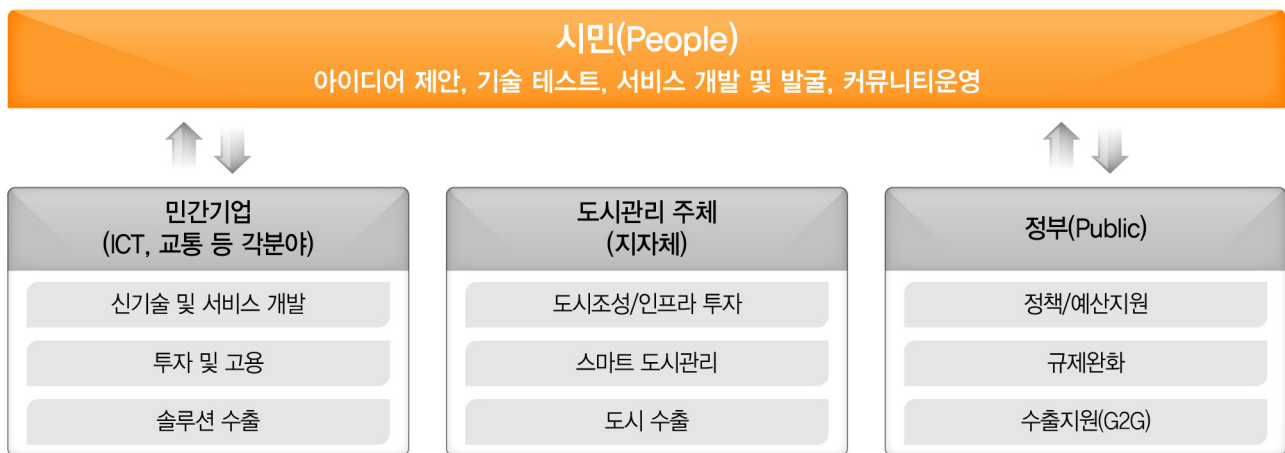 시민(People)
아이디어 제안, 기술 테스트, 서비스 개발 및 발굴, 커뮤니티운영
민간기업
(ICT, 교통 등 각분야)
신기술 및 서비스 개발
투자 및 고용
솔루션 수출
도시관리 주체
(지자체)
도시조성/인프라 투자
스마트 도시관리
도시 수출
정부(Public)
정책/예산지원
규제완화
수출지원(G2G)